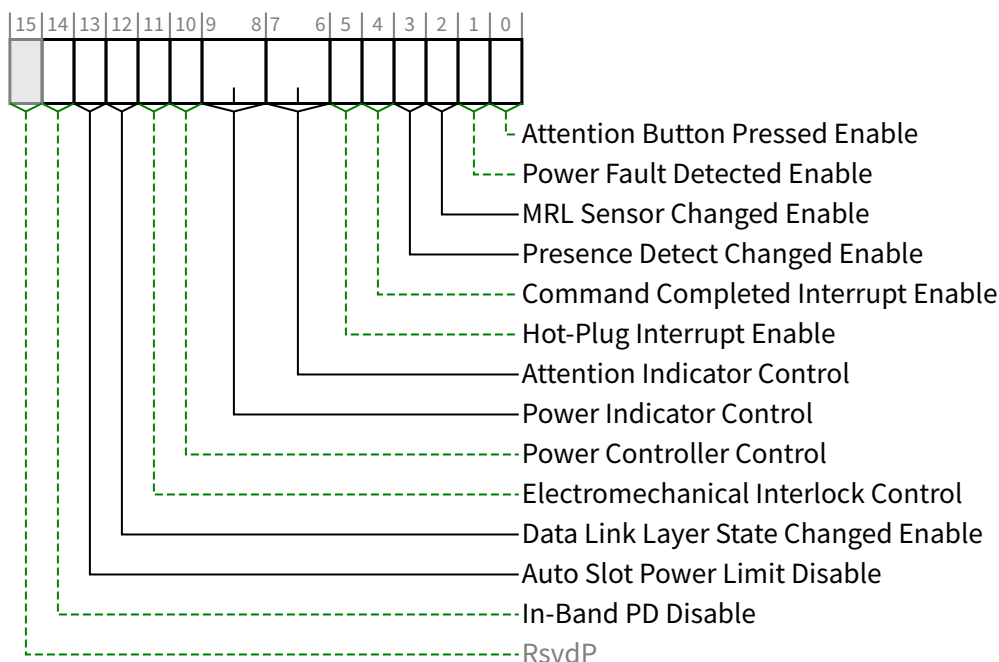 15 14 13 12 11 10 9 8 7 6 5 4 3 2 1 0
Attention Button Pressed Enable
Power Fault Detected Enable
MRL Sensor Changed Enable
Presence Detect Changed Enable
Command Completed Interrupt Enable
Hot-Plug Interrupt Enable
Attention Indicator Control
Power Indicator Control
Power Controller Control
Electromechanical Interlock Control
Data Link Layer State Changed Enable
Auto Slot Power Limit Disable
In-Band PD Disable
RsvdP